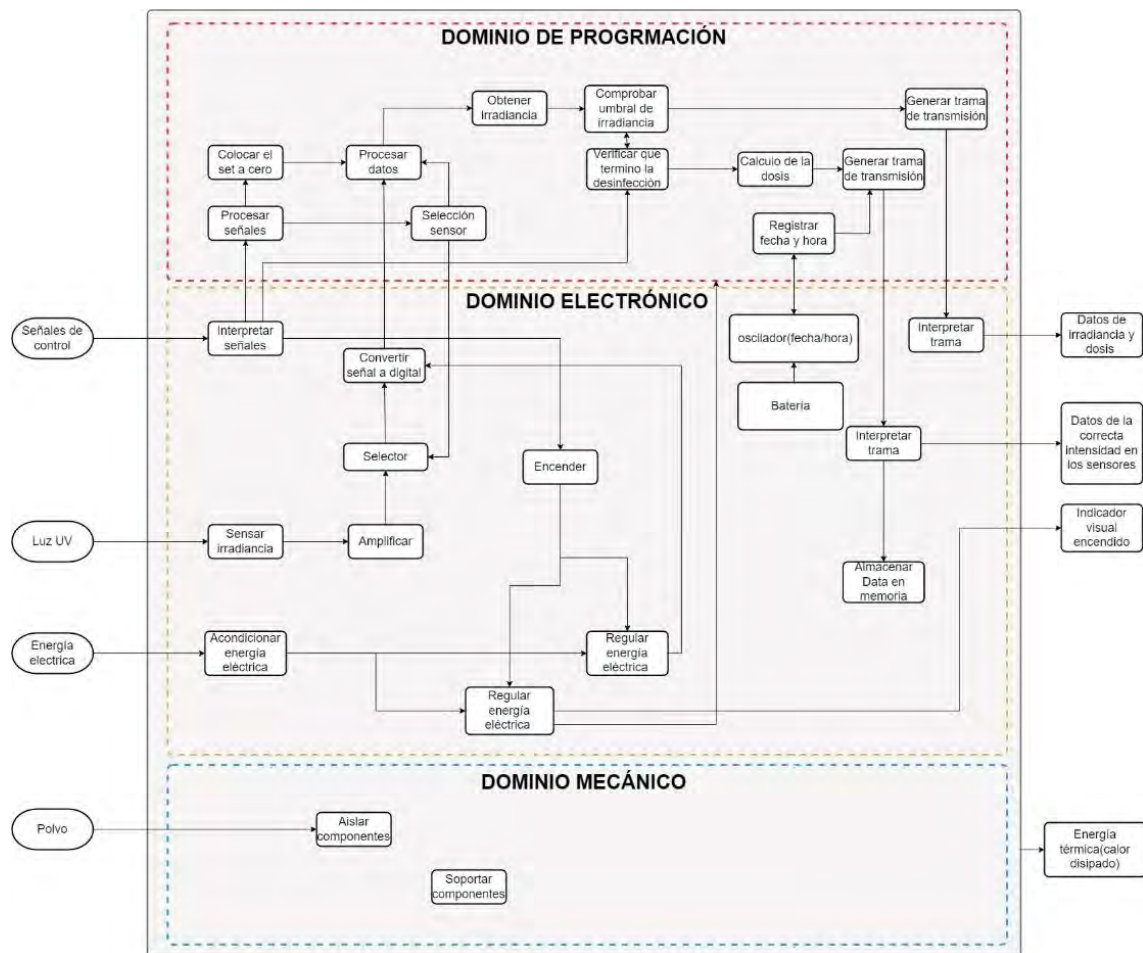 DOMINIO DE PROGRMACIÓN
Obtener
irradiancia
Comprobar
umbral de
irradiancia
Generar trama
de transmisión
Colocar el
set a cero
Procesar
datos
Verificar que
termino la
desinfección
Calculo de la
dosis
Generar trama
de transmisión
Procesar
señales
Selección
sensor
Registrar
fecha y hora
DOMINIO ELECTRÓNICO
Señales de
control
Interpretar
señales
Convertir
señal a digital
oscilador(fecha/hora)
Interpretar
trama
Datos de
irradiancia y
dosis
Batería
Selector
Encender
Interpretar
trama
Datos de la
correcta
intensidad en
los sensores
Luz UV
Sensar
irradiancia
Amplificar
Indicador
visual
encendido
Almacenar
Data en
memoria
Energía
electrica
Acondicionar
energía
eléctrica
Regular
energía
eléctrica
Regular
energía
eléctrica
DOMINIO MECÁNICO
Polvo
Aislar
componentes
Energía
térmica(calor
disipado)
Soportar
componentes